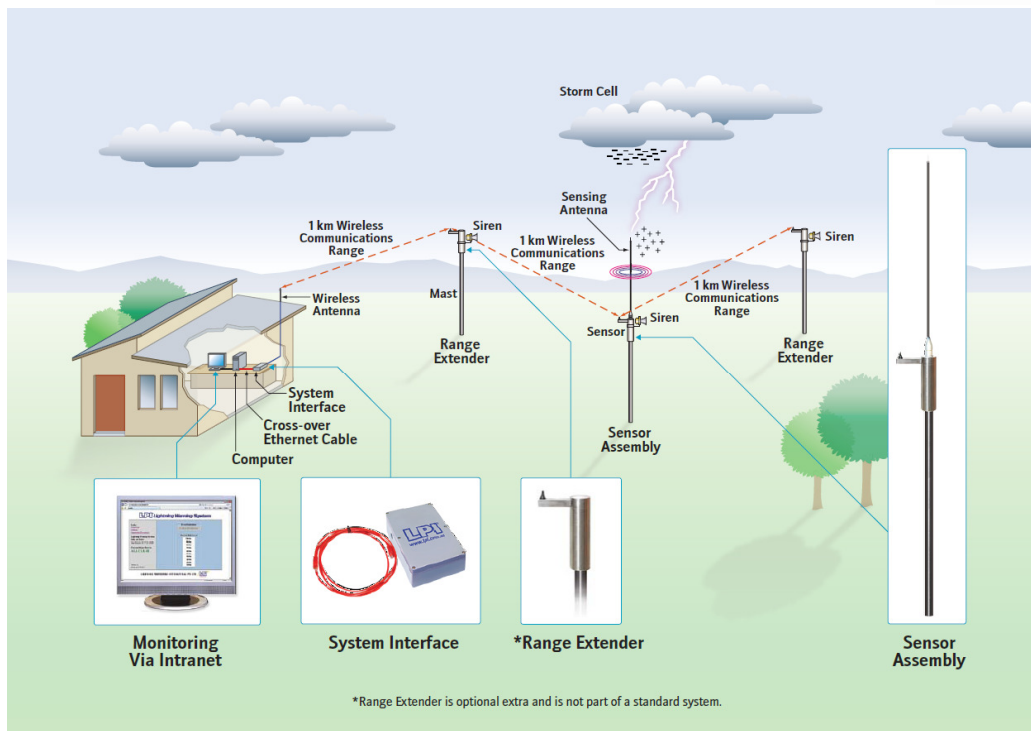 Storm Cell
Sensing
Antenna
1 km Wireless
Communications
Range
Siren
1 km Wireless
Communications
Range
Siren
1 km Wireless
Communications
Range
Wireless
Antenna
Mast
Sensor
Siren
Range
Extender
Range
Extender
System
Interface
Cross-over
Ethernet Cable
Computer
Sensor
Assembly
LPI Lightning Warning System
LPI
Monitoring
Via Intranet
System Interface
*Range Extender
Sensor
Assembly
*Range Extender is optional extra and is not part of a standard system.